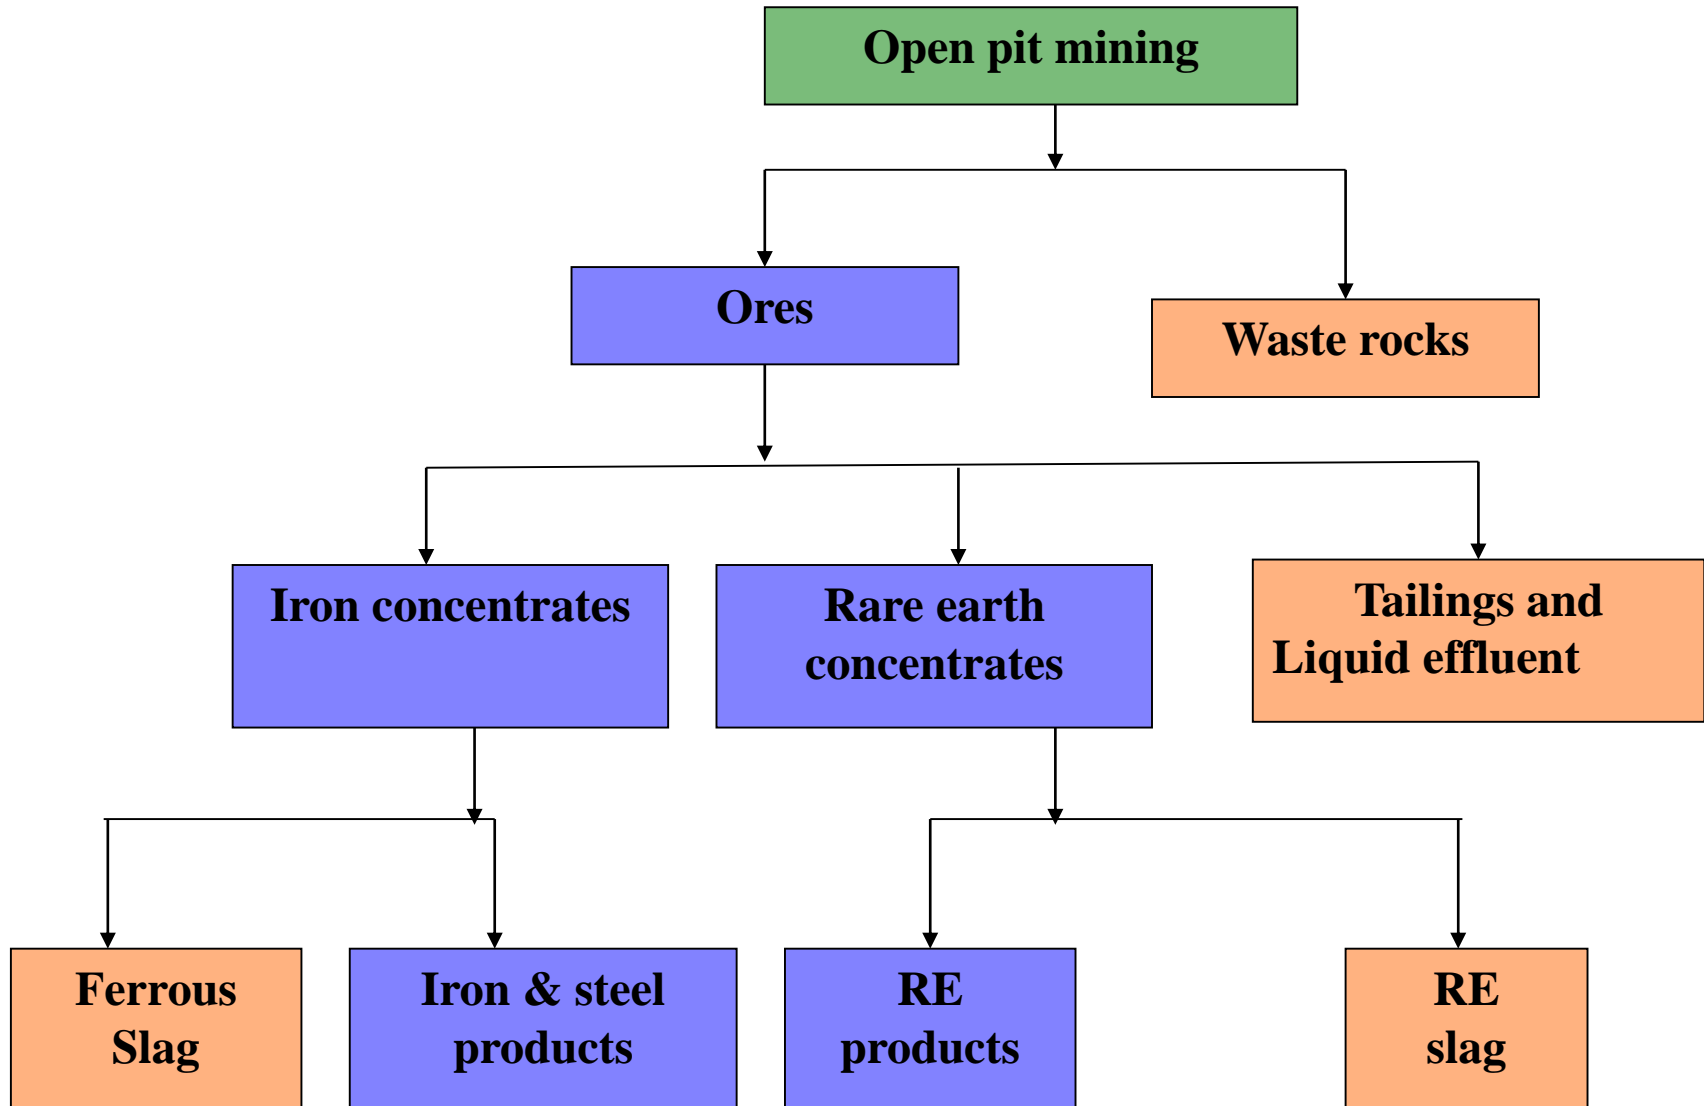 Open pit mining
Ores
Waste rocks
Iron concentrates
Rare earth
concentrates
Tailings and
Liquid effluent
Ferrous
Slag
Iron & steel
products
RE
products
RE
slag